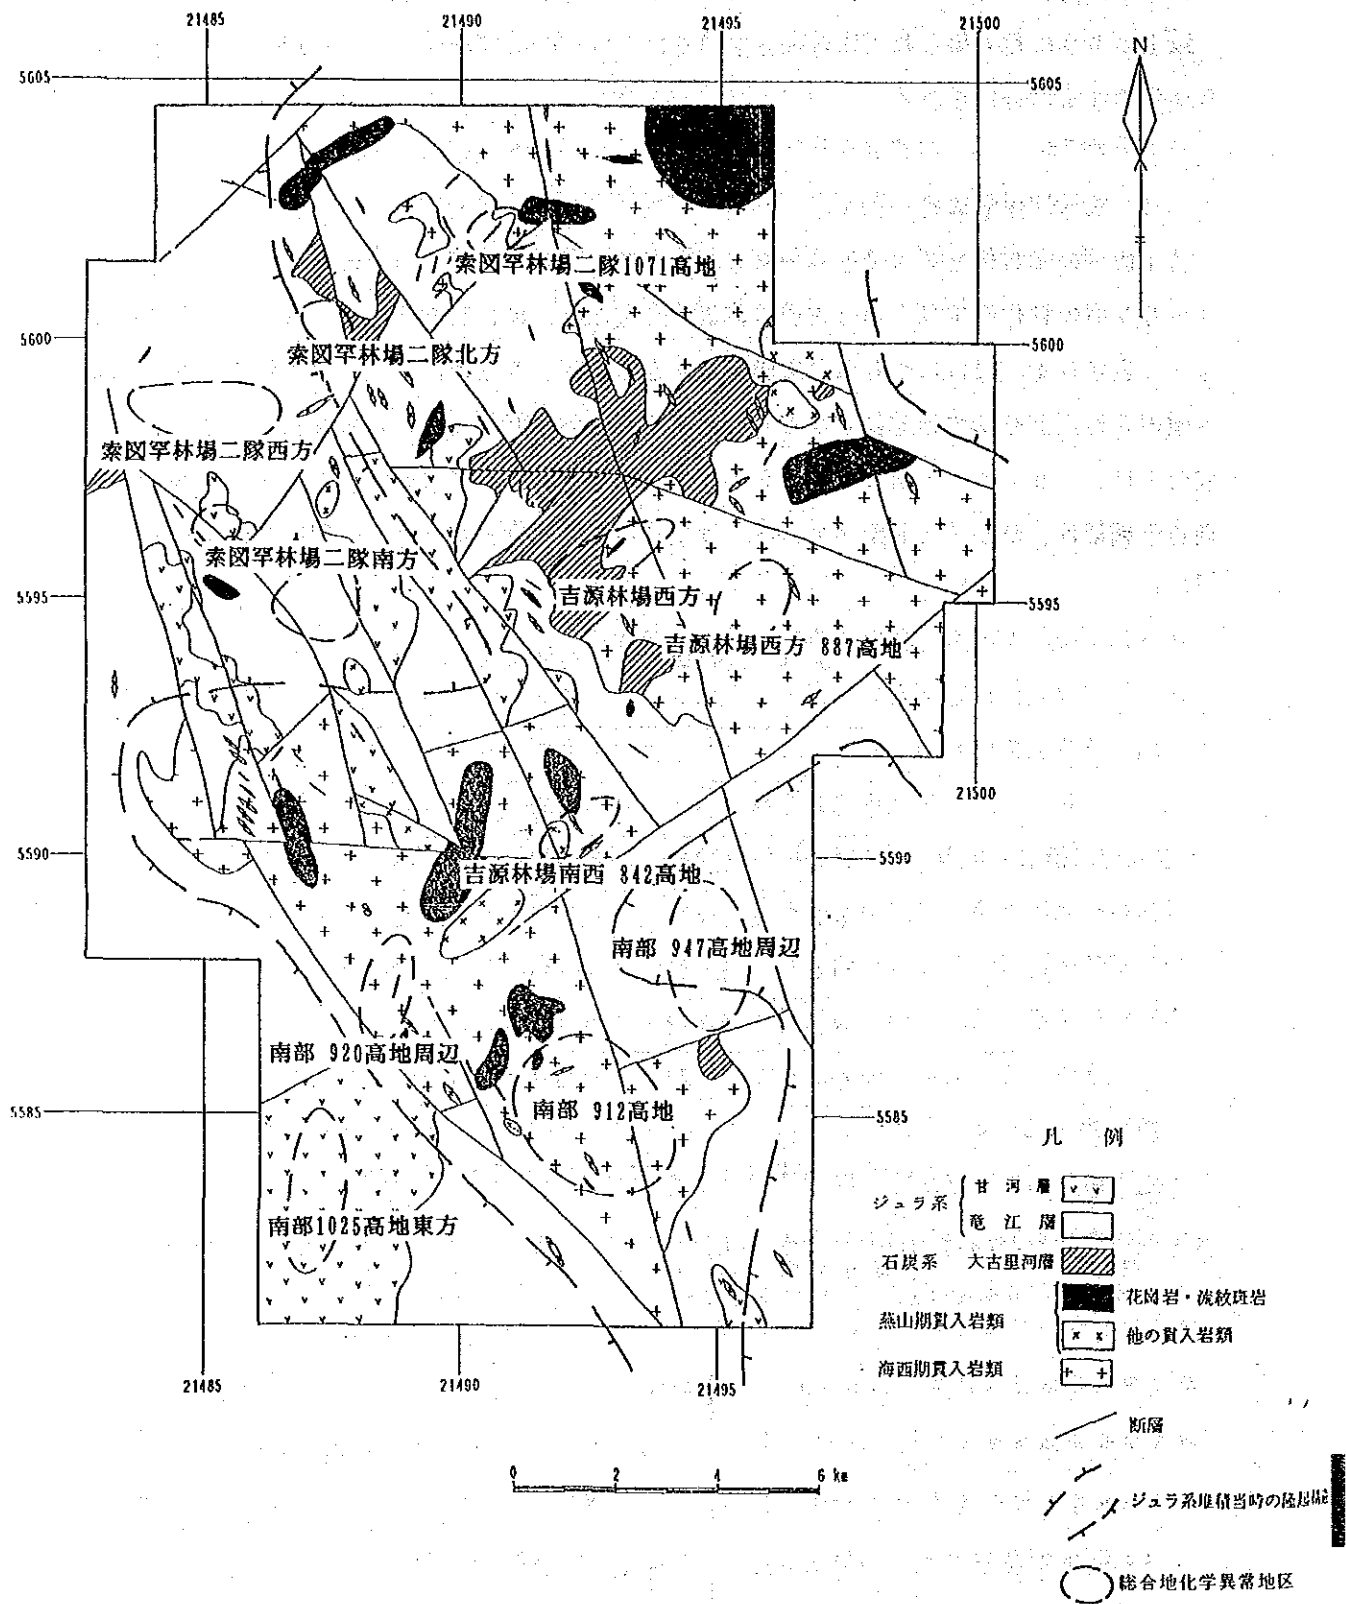 21485
21490
21495
21500
5605
5605
N
索図罕林場二隊1071高地
5600
5600
索図罕林場二隊北方
索図罕林場二隊西方
索図罕林場二隊南方
5595
吉源林場西方
5595
吉源林場西方 887高地
21500
5590
5590
吉源林場南西 842高地
南部 947高地周辺
南部 920高地周辺
5585
南部 912高地
5585
南部1025高地東方
21485
21490
21495
凡 例
ジュラ系
甘河層
竜江層
石炭系 大古里河層
燕山期貫入岩類
花崗岩・流紋斑岩
他の貫入岩類
海西期貫入岩類
断層
ジュラ系堆積当時の隆起構造
総合地化学異常地区
0 2 4 6 km